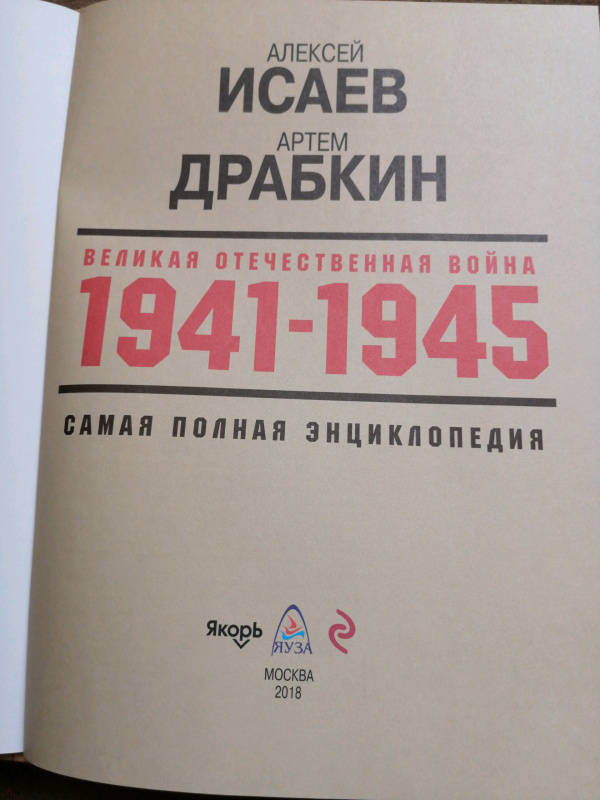 АЛЕКСЕЙ
ИСАЕВ
АРТЕМ
ДРАБКИН
ВЕЛИКАЯ ОТЕЧЕСТВЕННАЯ ВОЙНА
1941-1945
САМАЯ ПОЛНАЯ ЭНЦИКЛОПЕДИЯ
ЯкорЬ
ЯУЗА
МОСКВА
2018